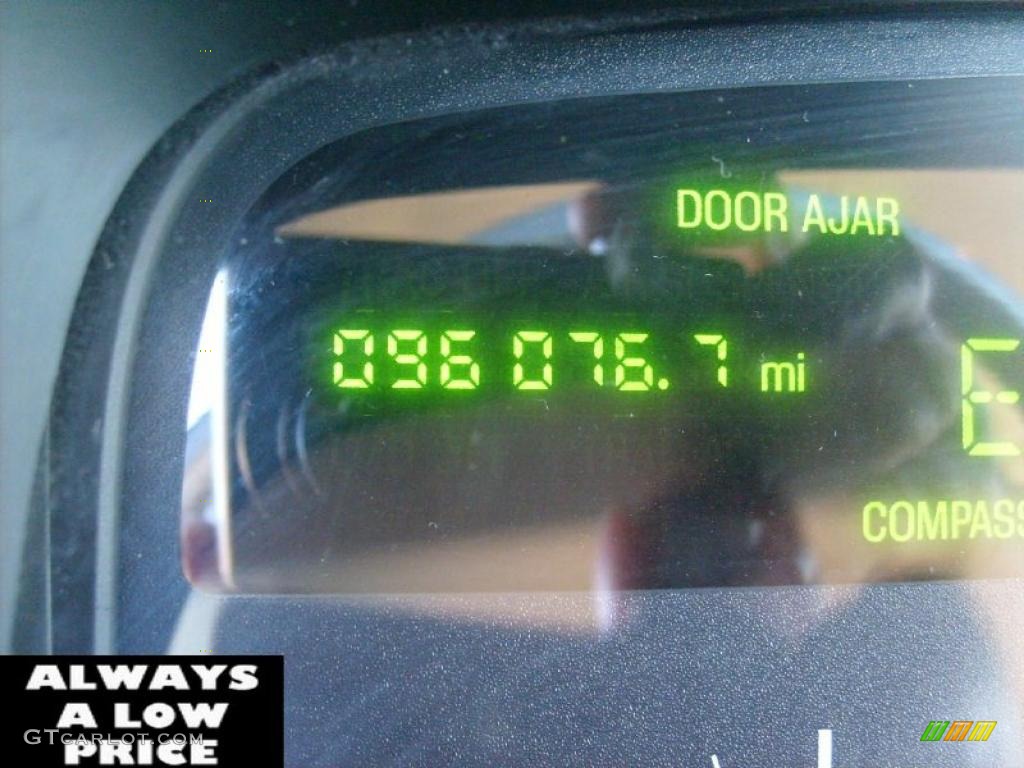 DOOR AJAR
096 076.7 mi
E
COMPASS
ALWAYS
A LOW
GTcarlot.com
PRICE